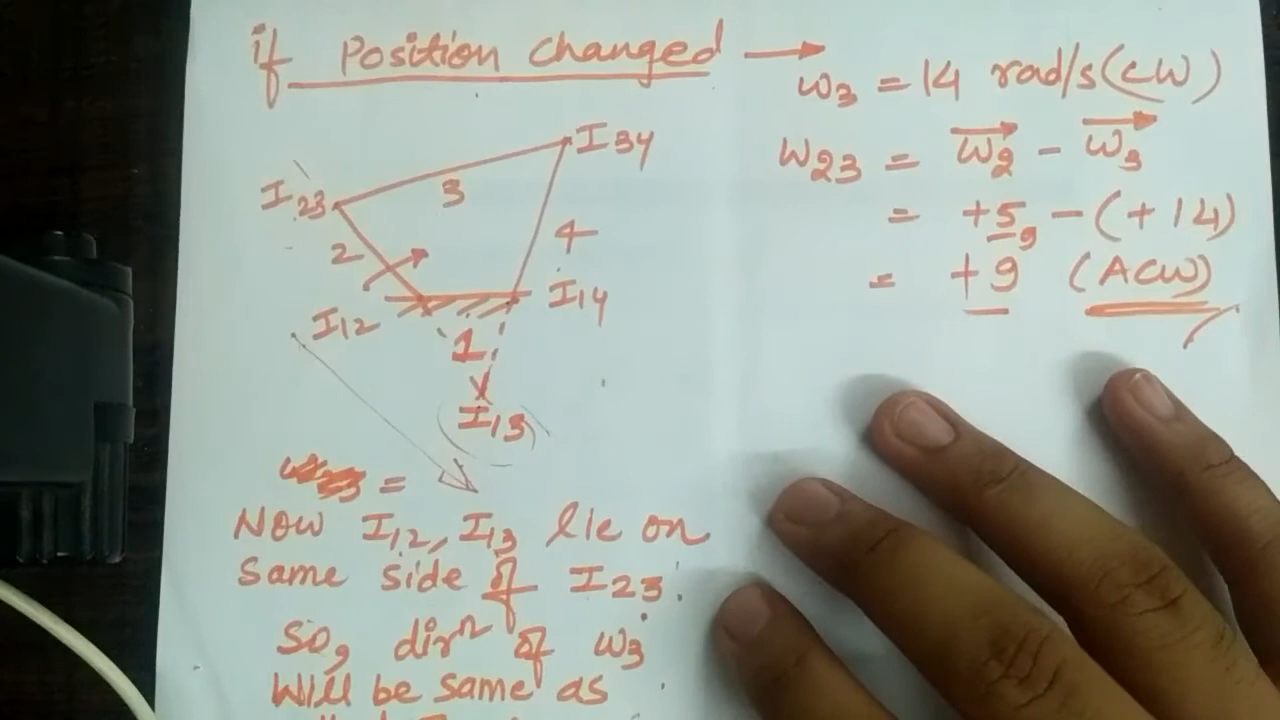 if Position changed →
ω3 = 14 rad/s (CW)
ω23 = ω2 - ω3
= +5 - (+14)
= +9 (ACW)
I34
I23
3
2
4
I12
I14
1
X
I13
=
Now I12, I13 lie on
same side of I23.
So, dirn of ω3
will be same as